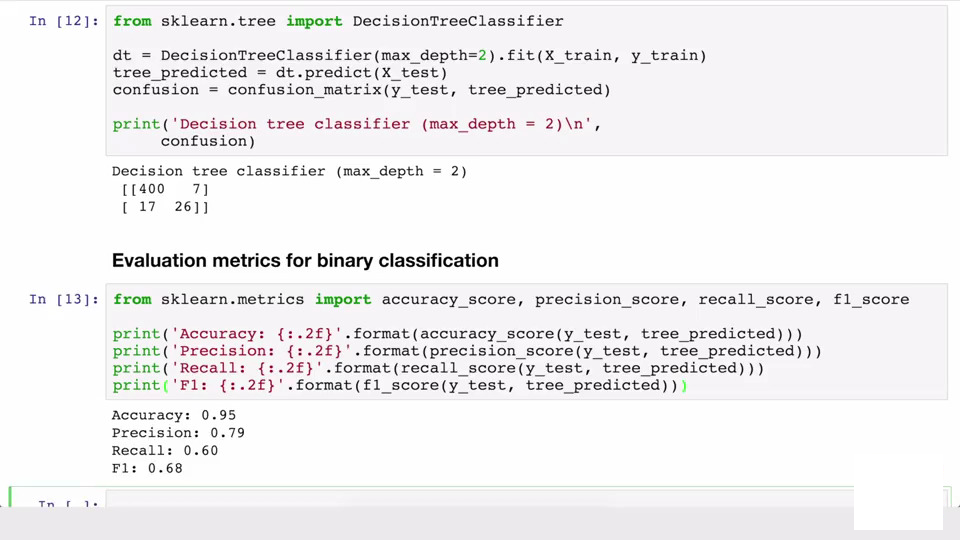 In [12]: from sklearn.tree import DecisionTreeClassifier
dt = DecisionTreeClassifier(max_depth=2).fit(X_train, y_train)
tree_predicted = dt.predict(X_test)
confusion = confusion_matrix(y_test, tree_predicted)
print('Decision tree classifier (max_depth = 2)\n',
confusion)
Decision tree classifier (max_depth = 2)
[[400   7]
[ 17  26]]
Evaluation metrics for binary classification
In [13]: from sklearn.metrics import accuracy_score, precision_score, recall_score, f1_score
print('Accuracy: {:.2f}'.format(accuracy_score(y_test, tree_predicted)))
print('Precision: {:.2f}'.format(precision_score(y_test, tree_predicted)))
print('Recall: {:.2f}'.format(recall_score(y_test, tree_predicted)))
print('F1: {:.2f}'.format(f1_score(y_test, tree_predicted)))
Accuracy: 0.95
Precision: 0.79
Recall: 0.60
F1: 0.68
In [ ]: